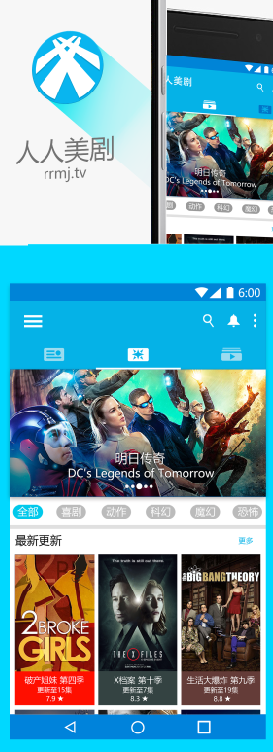 人人美剧
rrmj.tv
人美剧
明日传奇
DC's Legends of Tomorrow
动作
科幻
魔幻
6:00
明日传奇
DC's Legends of Tomorrow
全部
喜剧
动作
科幻
魔幻
恐怖
最新更新
更多
2 BROKE
GIRLS
THE X FILES
THE BIG BANG THEORY
破产姐妹 第四季
更新至15集
7.9 ★
X档案 第十季
更新至7集
8.3 ★
生活大爆炸 第九季
更新至19集
8.8 ★